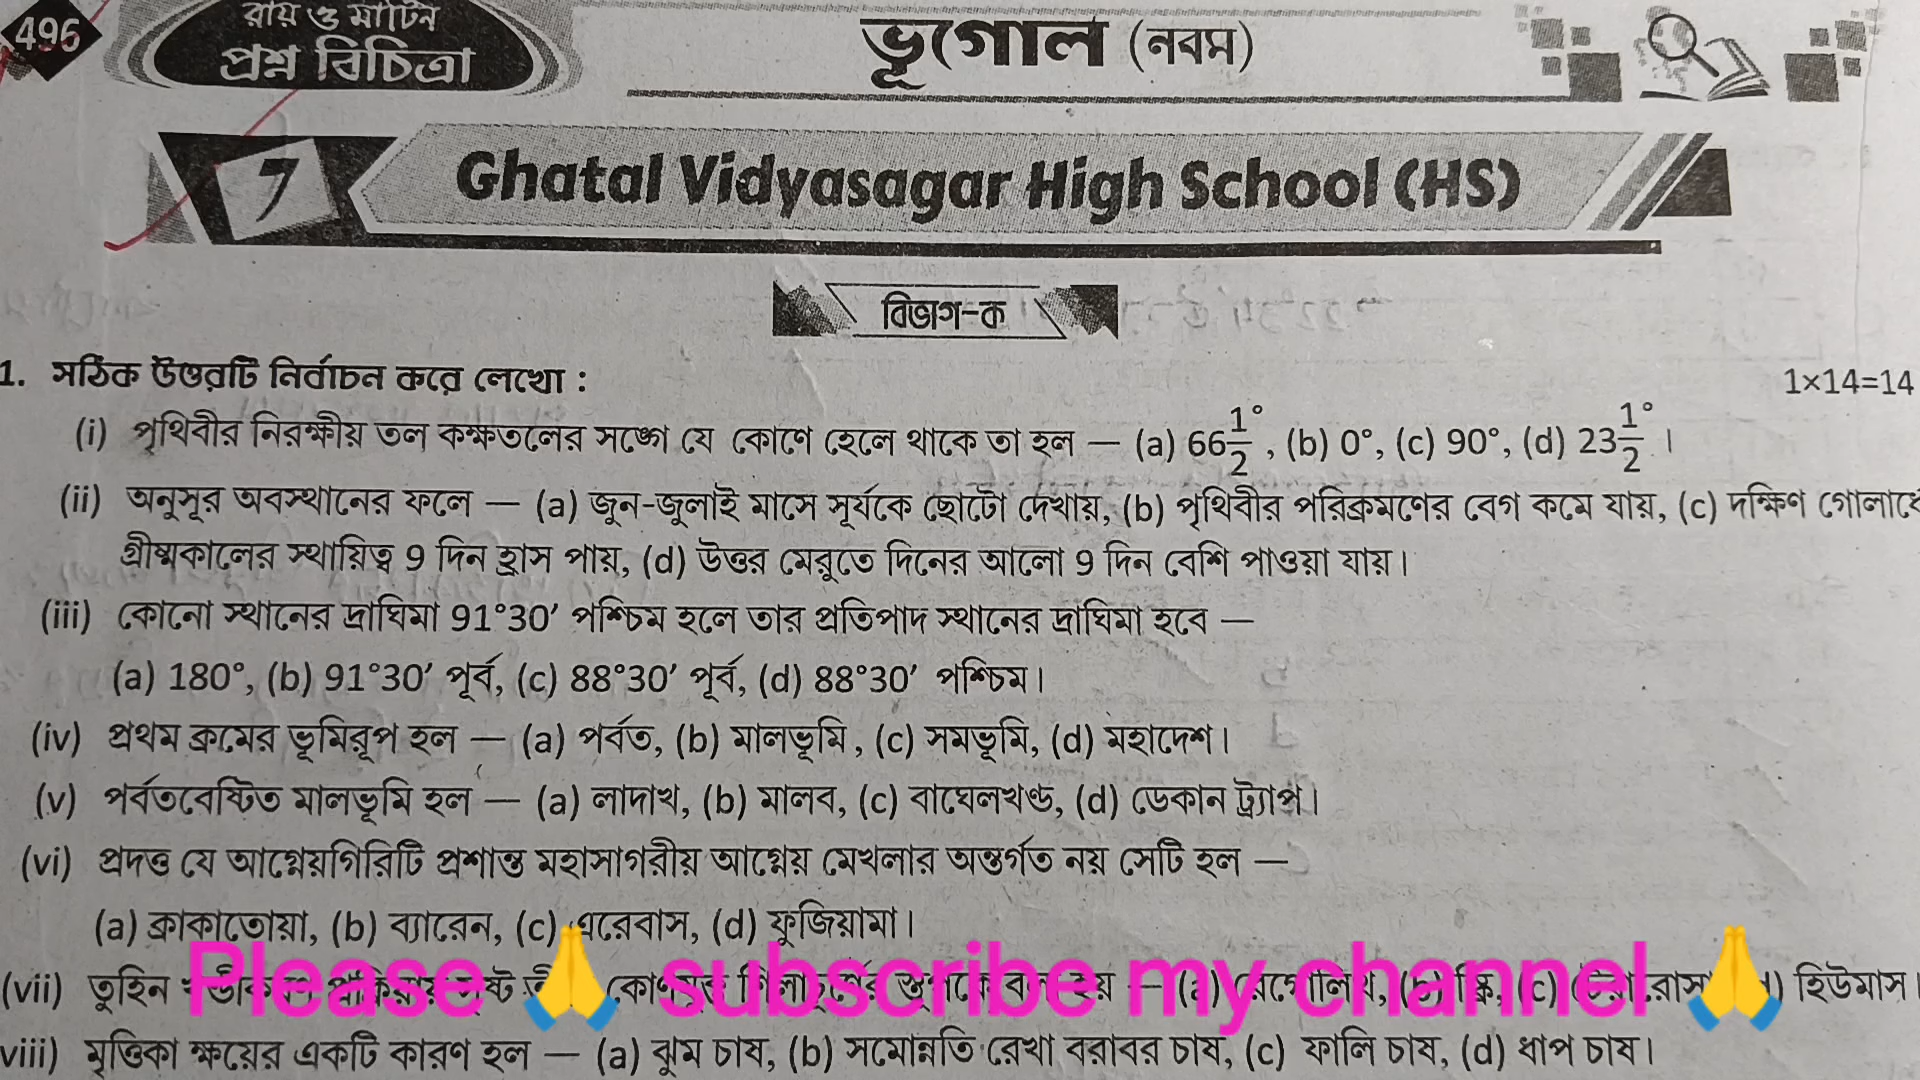 496
রায় ও মার্টিন
প্রশ্ন বিচিত্রা
ভূগোল (নবম)
7
Ghatal Vidyasagar High School (HS)
বিভাগ-ক
1. সঠিক উত্তরটি নির্বাচন করে লেখো : 1×14=14
(i) পৃথিবীর নিরক্ষীয় তল কক্ষতলের সঙ্গে যে কোণে হেলে থাকে তা হল — (a) 66½°, (b) 0°, (c) 90°, (d) 23½° ।
(ii) অনুসূর অবস্থানের ফলে — (a) জুন-জুলাই মাসে সূর্যকে ছোটো দেখায়, (b) পৃথিবীর পরিক্রমণের বেগ কমে যায়, (c) দক্ষিণ গোলার্ধে
গ্রীষ্মকালের স্থায়িত্ব 9 দিন হ্রাস পায়, (d) উত্তর মেরুতে দিনের আলো 9 দিন বেশি পাওয়া যায়।
(iii) কোনো স্থানের দ্রাঘিমা 91°30′ পশ্চিম হলে তার প্রতিপাদ স্থানের দ্রাঘিমা হবে —
(a) 180°, (b) 91°30′ পূর্ব, (c) 88°30′ পূর্ব, (d) 88°30′ পশ্চিম।
(iv) প্রথম ক্রমের ভূমিরূপ হল — (a) পর্বত, (b) মালভূমি, (c) সমভূমি, (d) মহাদেশ।
(v) পর্বতবেষ্টিত মালভূমি হল — (a) লাদাখ, (b) মালব, (c) বাঘেলখণ্ড, (d) ডেকান ট্র্যাপ।
(vi) প্রদত্ত যে আগ্নেয়গিরিটি প্রশান্ত মহাসাগরীয় আগ্নেয় মেখলার অন্তর্গত নয় সেটি হল —
(a) ক্রাকাতোয়া, (b) ব্যারেন, (c) এরেবাস, (d) ফুজিয়ামা।
Please 🙏 subscribe my channel 🙏
(vii) তুহিন — (a) হিউমাস।
viii) মৃত্তিকা ক্ষয়ের একটি কারণ হল — (a) ঝুম চাষ, (b) সমোন্নতি রেখা বরাবর চাষ, (c) ফালি চাষ, (d) ধাপ চাষ।